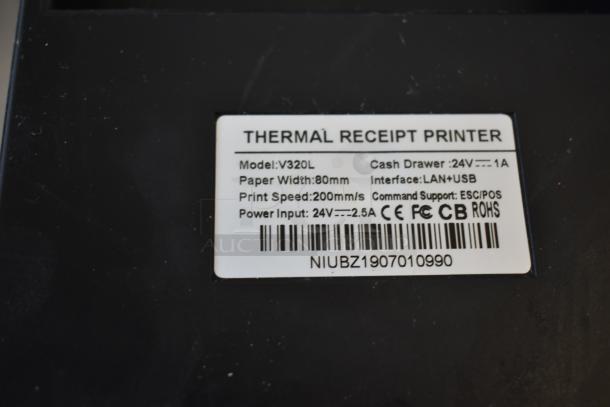 THERMAL RECEIPT PRINTER
Model:V320L Cash Drawer :24V⎓1A
Paper Width:80mm Interface:LAN+USB
Print Speed:200mm/s Command Support: ESC/POS
Power Input: 24V⎓2.5A CE FC CB ROHS
NIUBZ1907010990